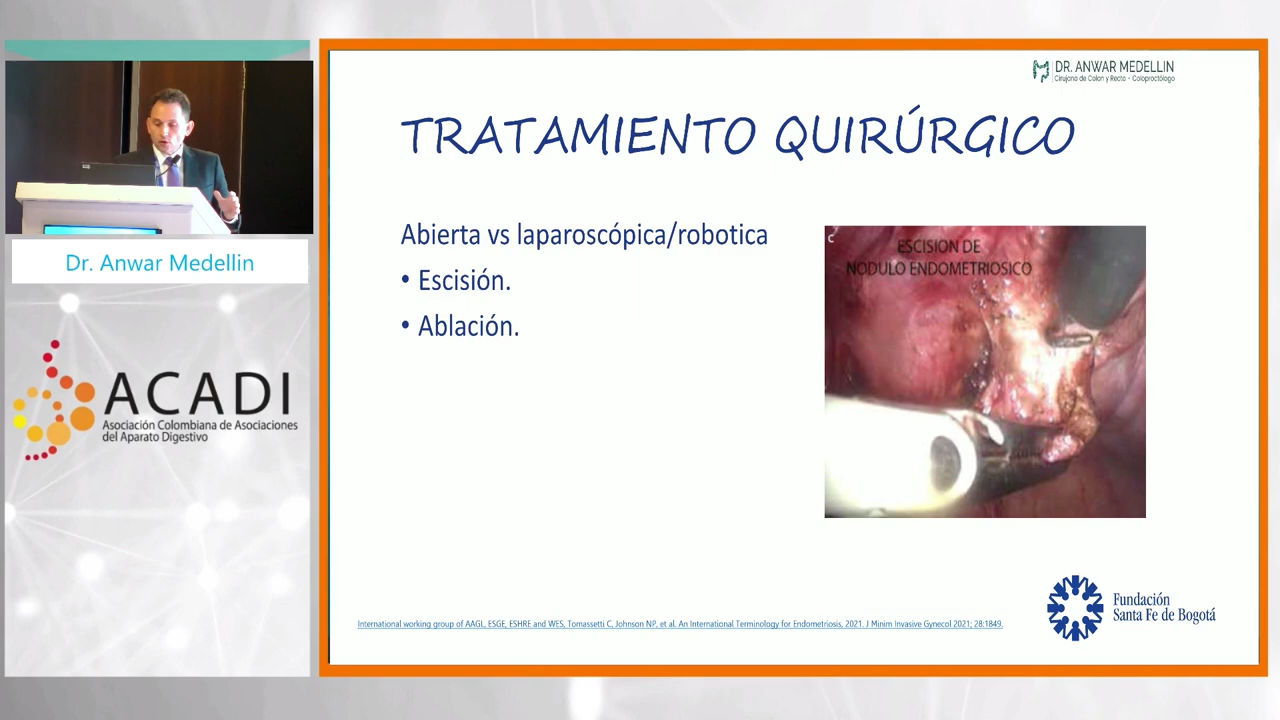 Dr. Anwar Medellin
ACADI
Asociación Colombiana de Asociaciones
del Aparato Digestivo
DR. ANWAR MEDELLIN
Cirujano de Colon y Recto - Coloproctólogo
TRATAMIENTO QUIRÚRGICO
Abierta vs laparoscópica/robotica
• Escisión.
• Ablación.
C
ESCISION DE
NODULO ENDOMETRIOSICO
International working group of AAGL, ESGE, ESHRE and WES, Tomassetti C, Johnson NP, et al. An International Terminology for Endometriosis, 2021. J Minim Invasive Gynecol 2021; 28:1849.
Fundación
Santa Fe de Bogotá